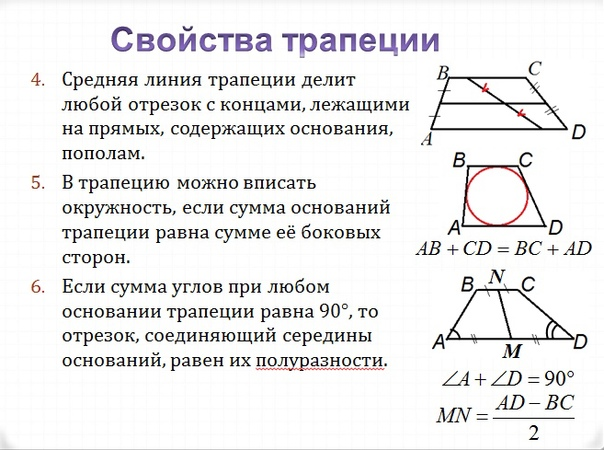 Свойства трапеции
4. Средняя линия трапеции делит
любой отрезок с концами, лежащими
на прямых, содержащих основания,
пополам.
B C
A D
5. В трапецию можно вписать
окружность, если сумма оснований
трапеции равна сумме её боковых
сторон.
B C
A D
AB + CD = BC + AD
6. Если сумма углов при любом
основании трапеции равна 90°, то
отрезок, соединяющий середины
оснований, равен их полуразности.
B N C
A M D
∠A + ∠D = 90°
MN = (AD − BC) / 2